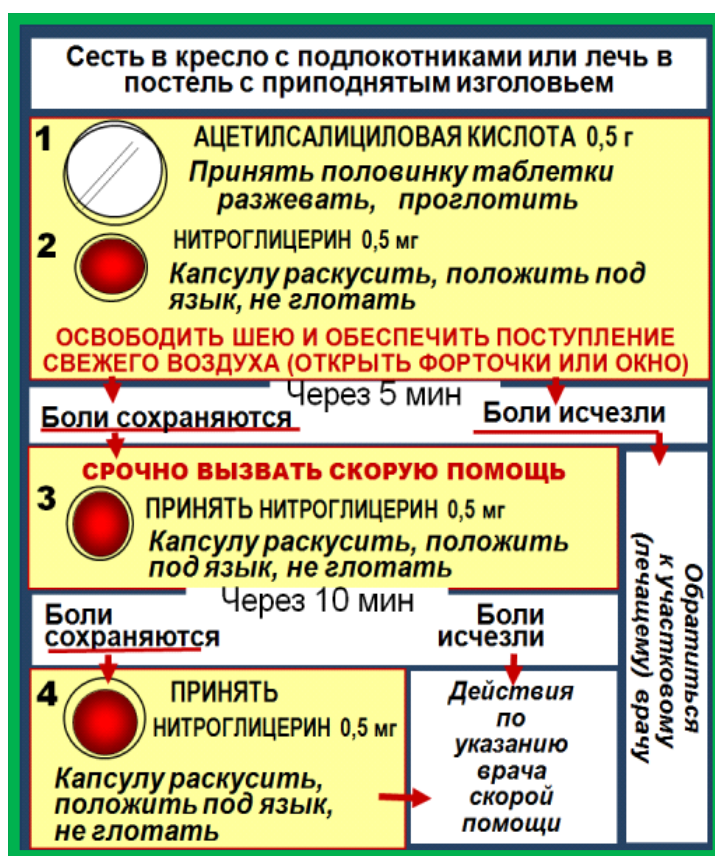 Сесть в кресло с подлокотниками или лечь в
постель с приподнятым изголовьем
1
АЦЕТИЛСАЛИЦИЛОВАЯ КИСЛОТА 0,5 г
Принять половинку таблетки
разжевать, проглотить
2
НИТРОГЛИЦЕРИН 0,5 мг
Капсулу раскусить, положить под
язык, не глотать
ОСВОБОДИТЬ ШЕЮ И ОБЕСПЕЧИТЬ ПОСТУПЛЕНИЕ
СВЕЖЕГО ВОЗДУХА (ОТКРЫТЬ ФОРТОЧКИ ИЛИ ОКНО)
Через 5 мин
Боли сохраняются
Боли исчезли
СРОЧНО ВЫЗВАТЬ СКОРУЮ ПОМОЩЬ
3
ПРИНЯТЬ НИТРОГЛИЦЕРИН 0,5 мг
Капсулу раскусить, положить
под язык, не глотать
Через 10 мин
Боли
сохраняются
Боли
исчезли
4
ПРИНЯТЬ
НИТРОГЛИЦЕРИН 0,5 мг
Капсулу раскусить,
положить под язык,
не глотать
Действия
по
указанию
врача
скорой
помощи
Обратиться
к участковому
(лечащему) врачу